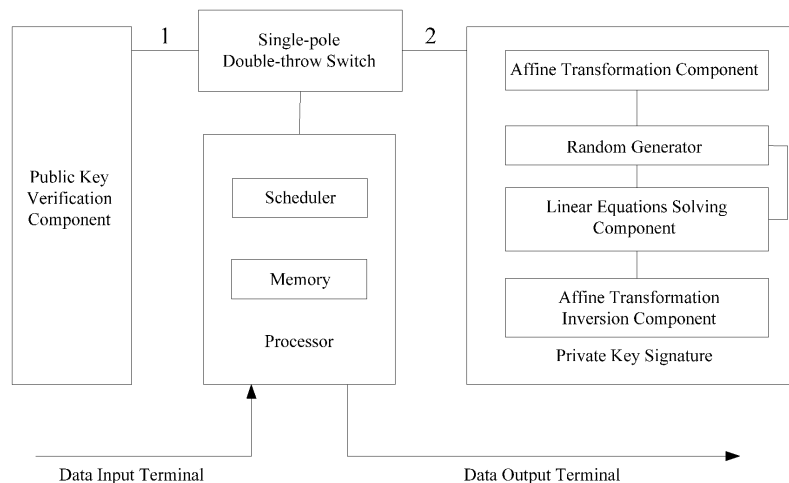 1
Single-pole
Double-throw Switch
2
Public Key
Verification
Component
Scheduler
Memory
Processor
Affine Transformation Component
Random Generator
Linear Equations Solving
Component
Affine Transformation
Inversion Component
Private Key Signature
Data Input Terminal
Data Output Terminal